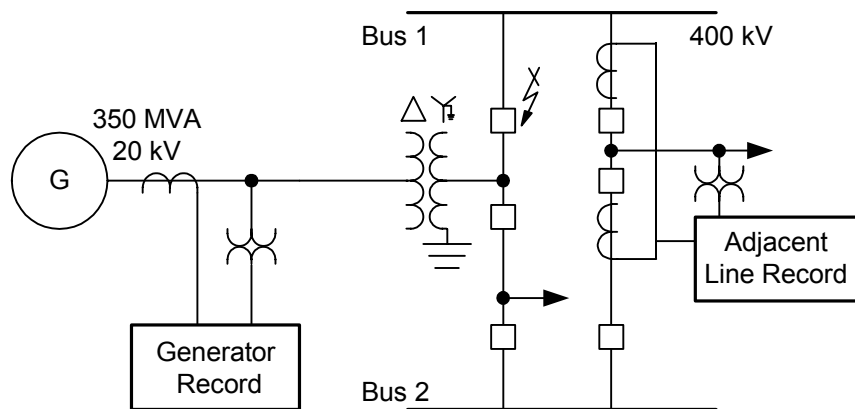 Bus 1
400 kV
350 MVA
20 kV
G
Adjacent
Line Record
Generator
Record
Bus 2